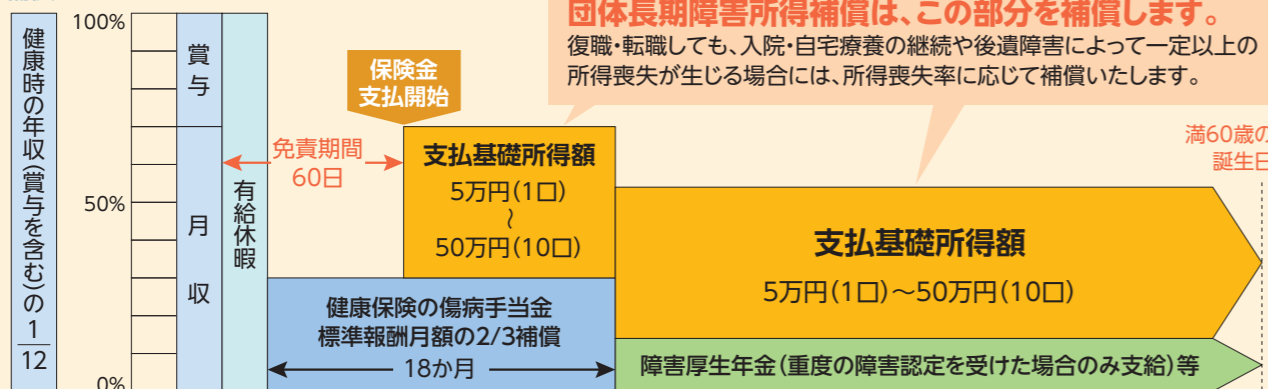 団体長期障害所得補償は、この部分を補償します。
復職・転職しても、入院・自宅療養の継続や後遺障害によって一定以上の
所得喪失が生じる場合には、所得喪失率に応じて補償いたします。
健康時の年収(賞与を含む)の1/12
100%
50%
0%
賞与
月収
有給休暇
免責期間
60日
保険金
支払開始
支払基礎所得額
5万円(1口)
〜
50万円(10口)
健康保険の傷病手当金
標準報酬月額の2/3補償
18か月
満60歳の
誕生日
支払基礎所得額
5万円(1口)〜50万円(10口)
障害厚生年金(重度の障害認定を受けた場合のみ支給)等